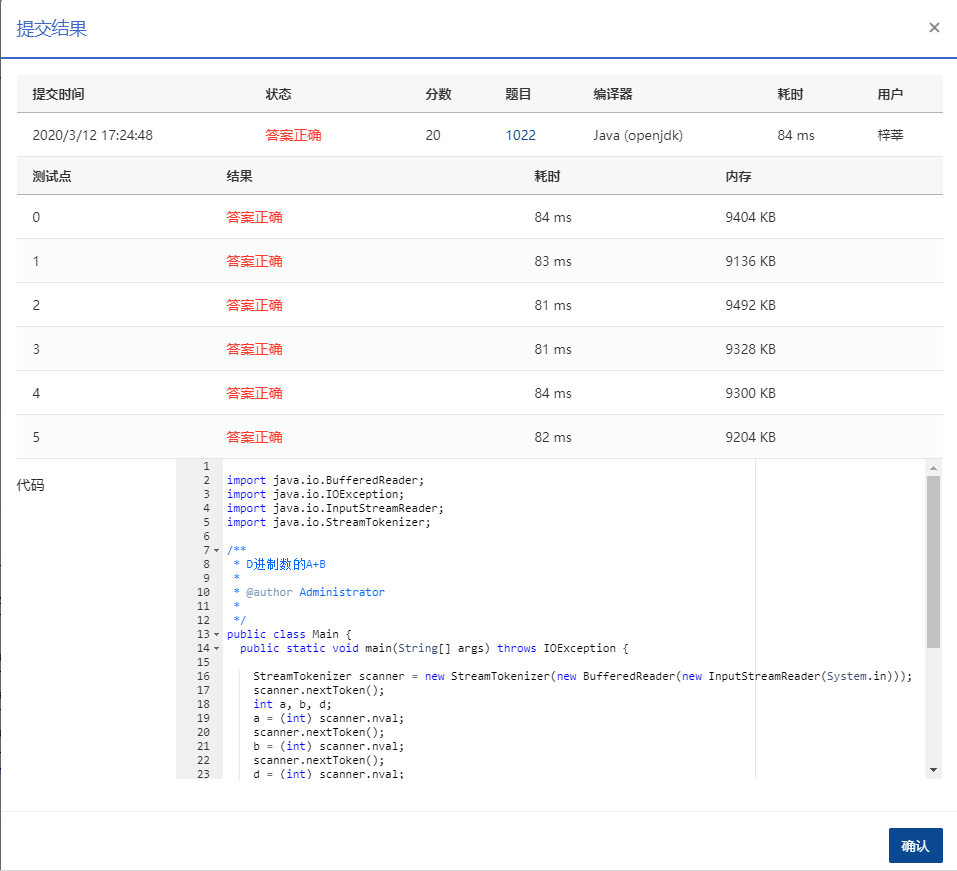 提交结果 ×
提交时间 状态 分数 题目 编译器 耗时 用户
2020/3/12 17:24:48 答案正确 20 1022 Java (openjdk) 84 ms 梓莘
测试点 结果 耗时 内存
0 答案正确 84 ms 9404 KB
1 答案正确 83 ms 9136 KB
2 答案正确 81 ms 9492 KB
3 答案正确 81 ms 9328 KB
4 答案正确 84 ms 9300 KB
5 答案正确 82 ms 9204 KB
代码
1
2 import java.io.BufferedReader;
3 import java.io.IOException;
4 import java.io.InputStreamReader;
5 import java.io.StreamTokenizer;
6
7 /**
8 * D进制数的A+B
9 *
10 * @author Administrator
11 *
12 */
13 public class Main {
14 public static void main(String[] args) throws IOException {
15
16 StreamTokenizer scanner = new StreamTokenizer(new BufferedReader(new InputStreamReader(System.in)));
17 scanner.nextToken();
18 int a, b, d;
19 a = (int) scanner.nval;
20 scanner.nextToken();
21 b = (int) scanner.nval;
22 scanner.nextToken();
23 d = (int) scanner.nval;
确认